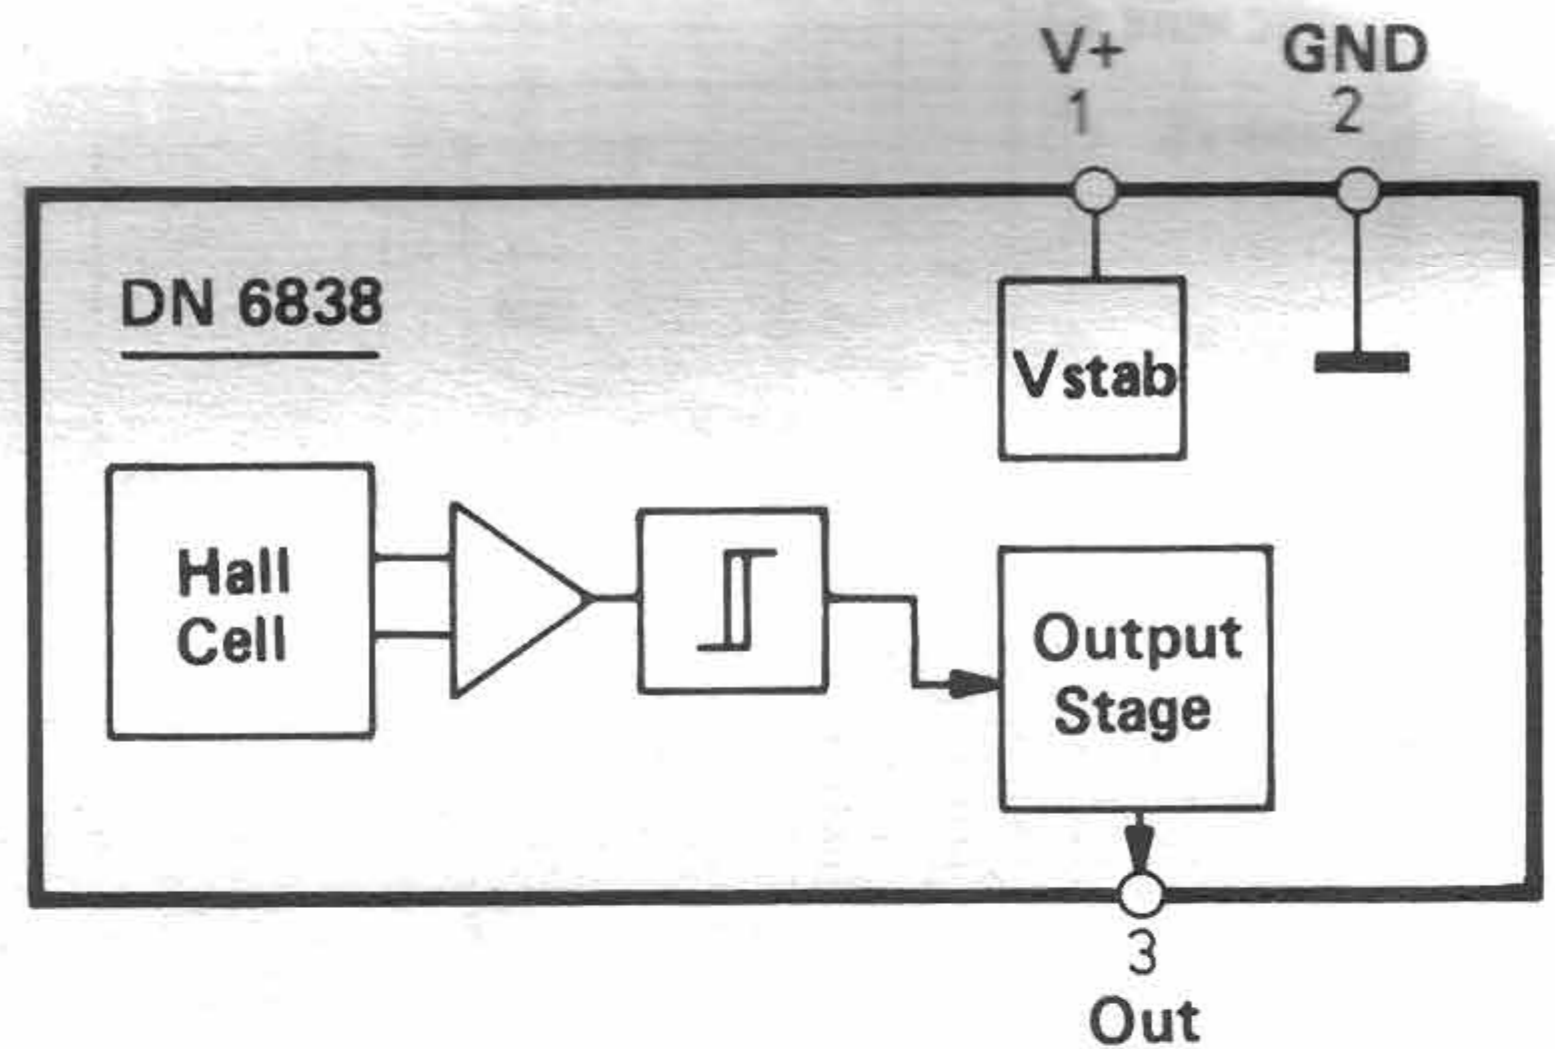 V+ GND
1 2
DN 6838
Vstab
Hall
Cell
Output
Stage
3
Out